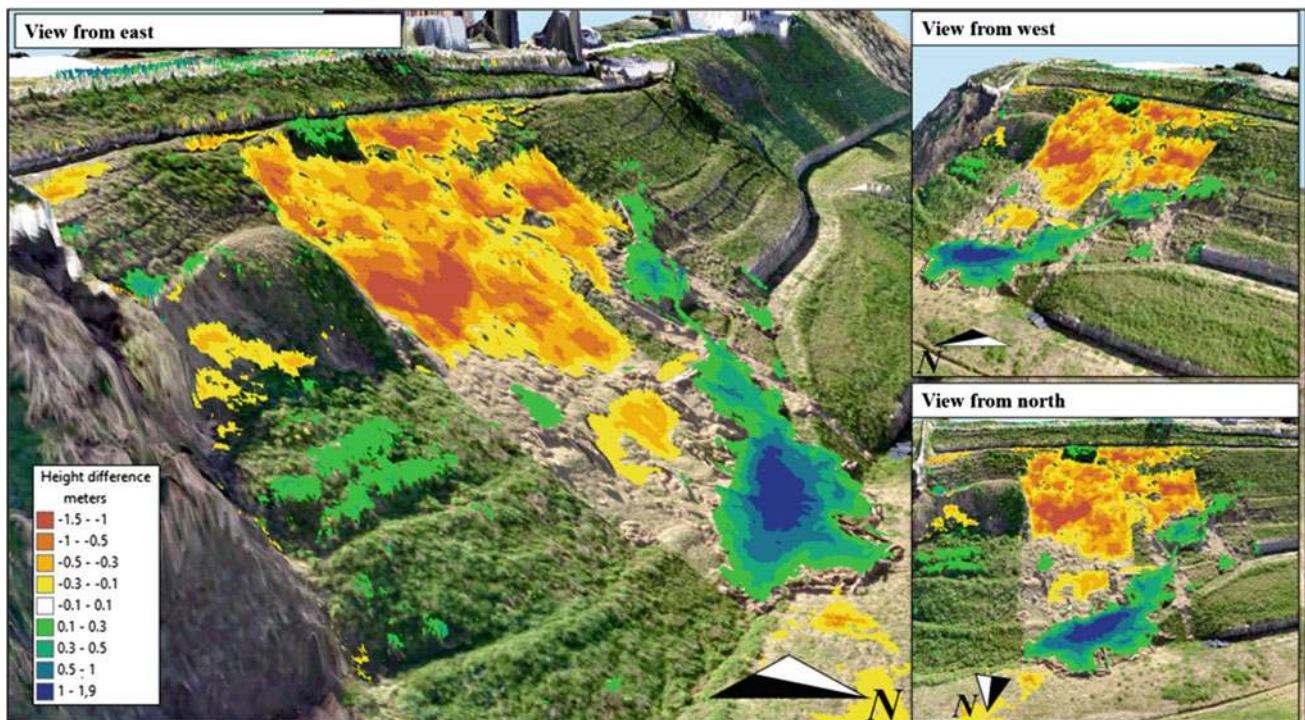 View from east
View from west
N
View from north
Height difference
meters
-1.5 - -1
-1 - -0.5
-0.5 - -0.3
-0.3 - -0.1
-0.1 - 0.1
0.1 - 0.3
0.3 - 0.5
0.5 - 1
1 - 1,9
N
N